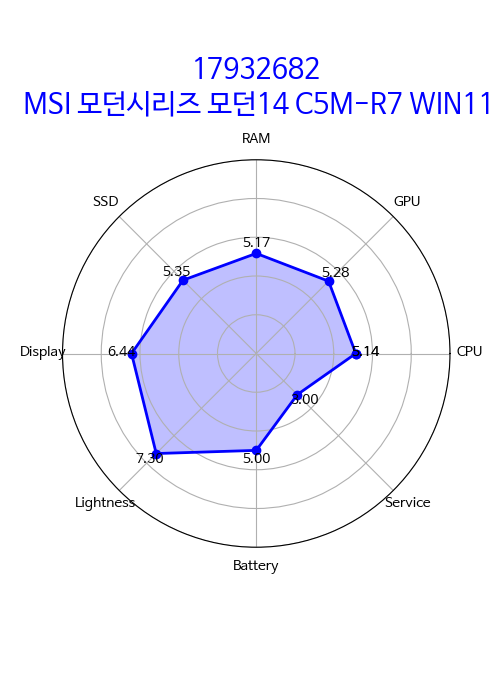 17932682
MSI 모던시리즈 모던14 C5M-R7 WIN11
RAM
SSD
GPU
5.17
5.35
5.28
Display
6.44
5.14
CPU
3.00
7.30
5.00
Lightness
Service
Battery